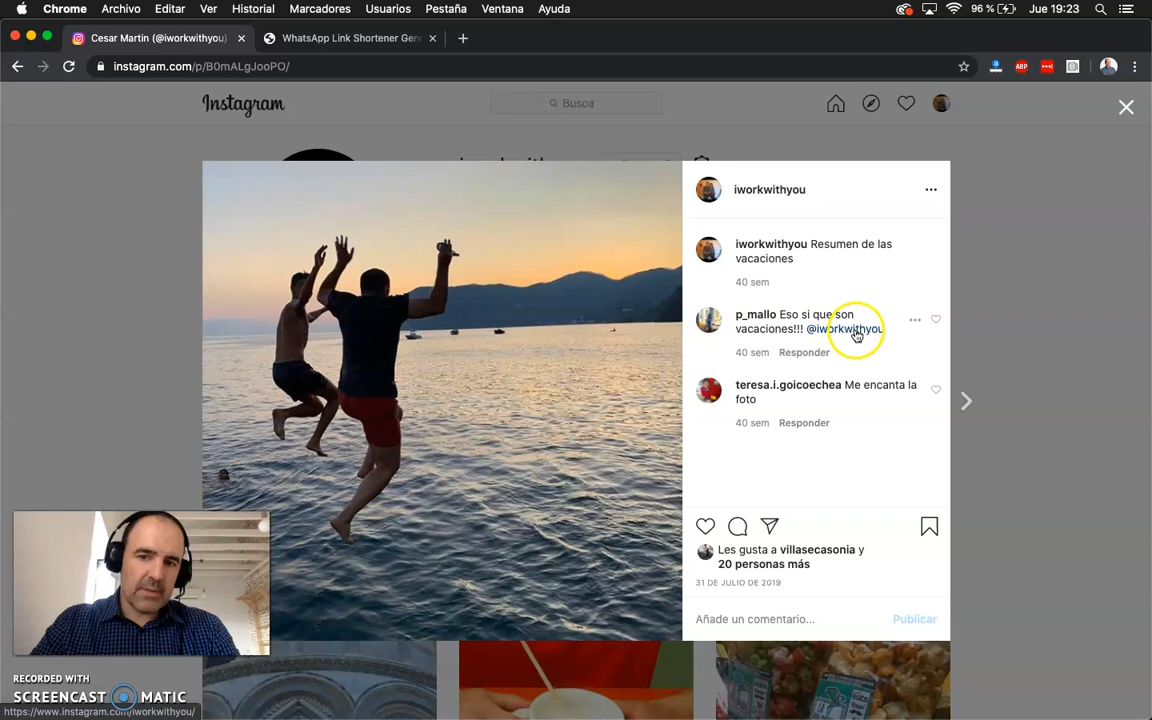 Chrome Archivo Editar Ver Historial Marcadores Usuarios Pestaña Ventana Ayuda 96 % Jue 19:23
Cesar Martin (@iworkwithyou) WhatsApp Link Shortener Gen
instagram.com/p/B0mALgJooPO/
ABP
Instagram
Busca
iworkwithyou
iworkwithyou Resumen de las
vacaciones
40 sem
p_mallo Eso si que son
vacaciones!!! @iworkwithyou
40 sem Responder
teresa.i.goicoechea Me encanta la
foto
40 sem Responder
Les gusta a villasecasonia y
20 personas más
31 DE JULIO DE 2019
Añade un comentario... Publicar
RECORDED WITH
SCREENCAST MATIC
https://www.instagram.com/iworkwithyou/